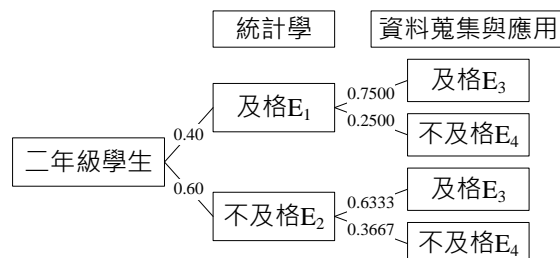 統計學
資料蒐集與應用
及格E₃
0.7500
及格E₁
0.2500
0.40
不及格E₄
二年級學生
及格E₃
0.60
0.6333
不及格E₂
0.3667
不及格E₄